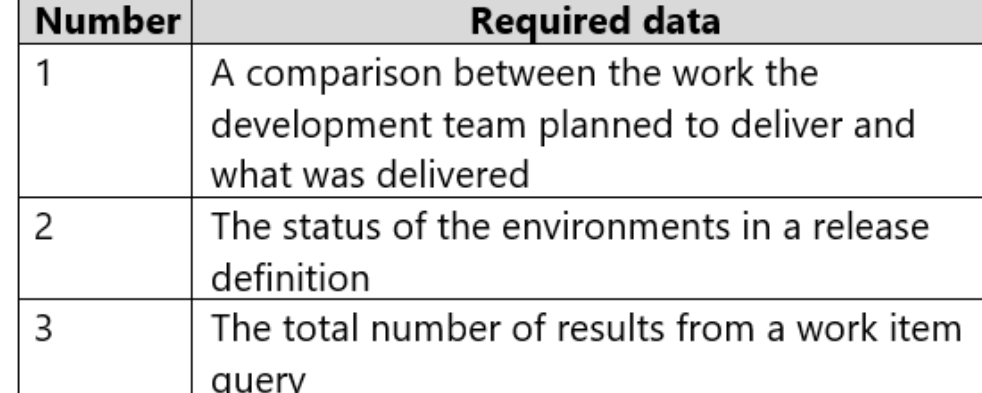 Number Required data
1 A comparison between the work the
development team planned to deliver and
what was delivered
2 The status of the environments in a release
definition
3 The total number of results from a work item
query